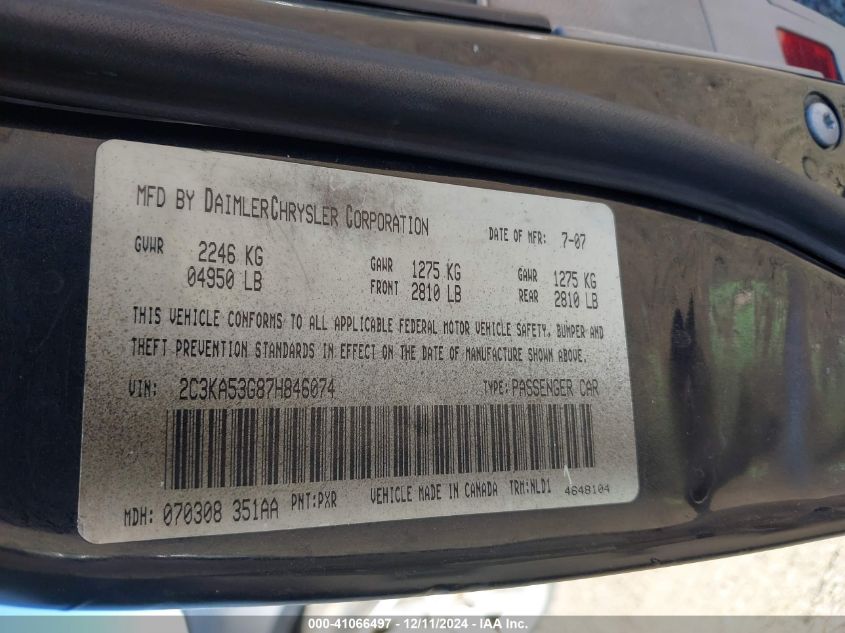 MFD BY DAIMLERCHRYSLER CORPORATION DATE OF MFR: 7-07
GVWR 2246 KG GAWR 1275 KG GAWR 1275 KG
04950 LB FRONT 2810 LB REAR 2810 LB
THIS VEHICLE CONFORMS TO ALL APPLICABLE FEDERAL MOTOR VEHICLE SAFETY, BUMPER AND
THEFT PREVENTION STANDARDS IN EFFECT ON THE DATE OF MANUFACTURE SHOWN ABOVE.
VIN: 2C3KA53G87H846074 TYPE: PASSENGER CAR
MDH: 070308 351AA PNT:PXR VEHICLE MADE IN CANADA TRM:NLD1 4648104
000-41066497 - 12/11/2024 - IAA Inc.